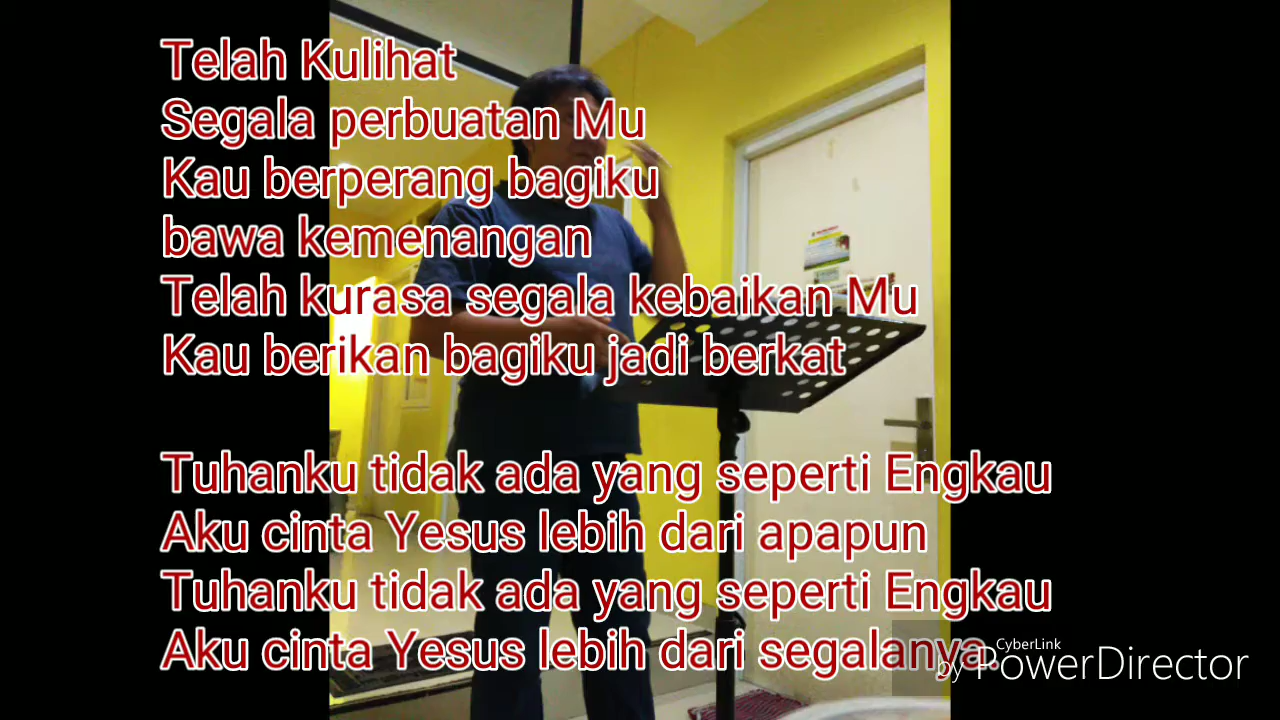 Telah Kulihat
Segala perbuatan Mu
Kau berperang bagiku
bawa kemenangan
Telah kurasa segala kebaikan Mu
Kau berikan bagiku jadi berkat
Tuhanku tidak ada yang seperti Engkau
Aku cinta Yesus lebih dari apapun
Tuhanku tidak ada yang seperti Engkau
Aku cinta Yesus lebih dari segalanya.
CyberLink
by PowerDirector